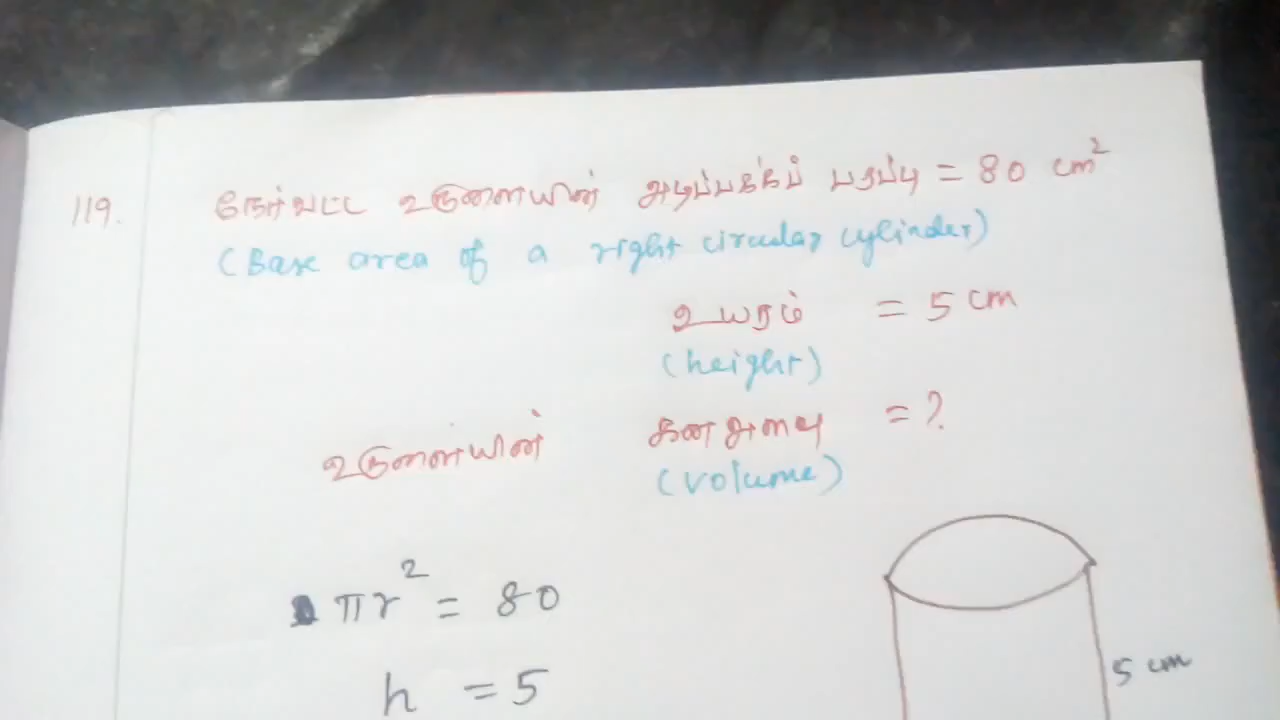 119. நேர்வட்ட உருளையின் அடிப்பக்கப் பரப்பு = 80 cm²
(Base area of a right circular cylinder)
உயரம் = 5 cm
(height)
உருளையின் கனஅளவு = ?
(volume)
πr² = 80
h = 5
5 cm